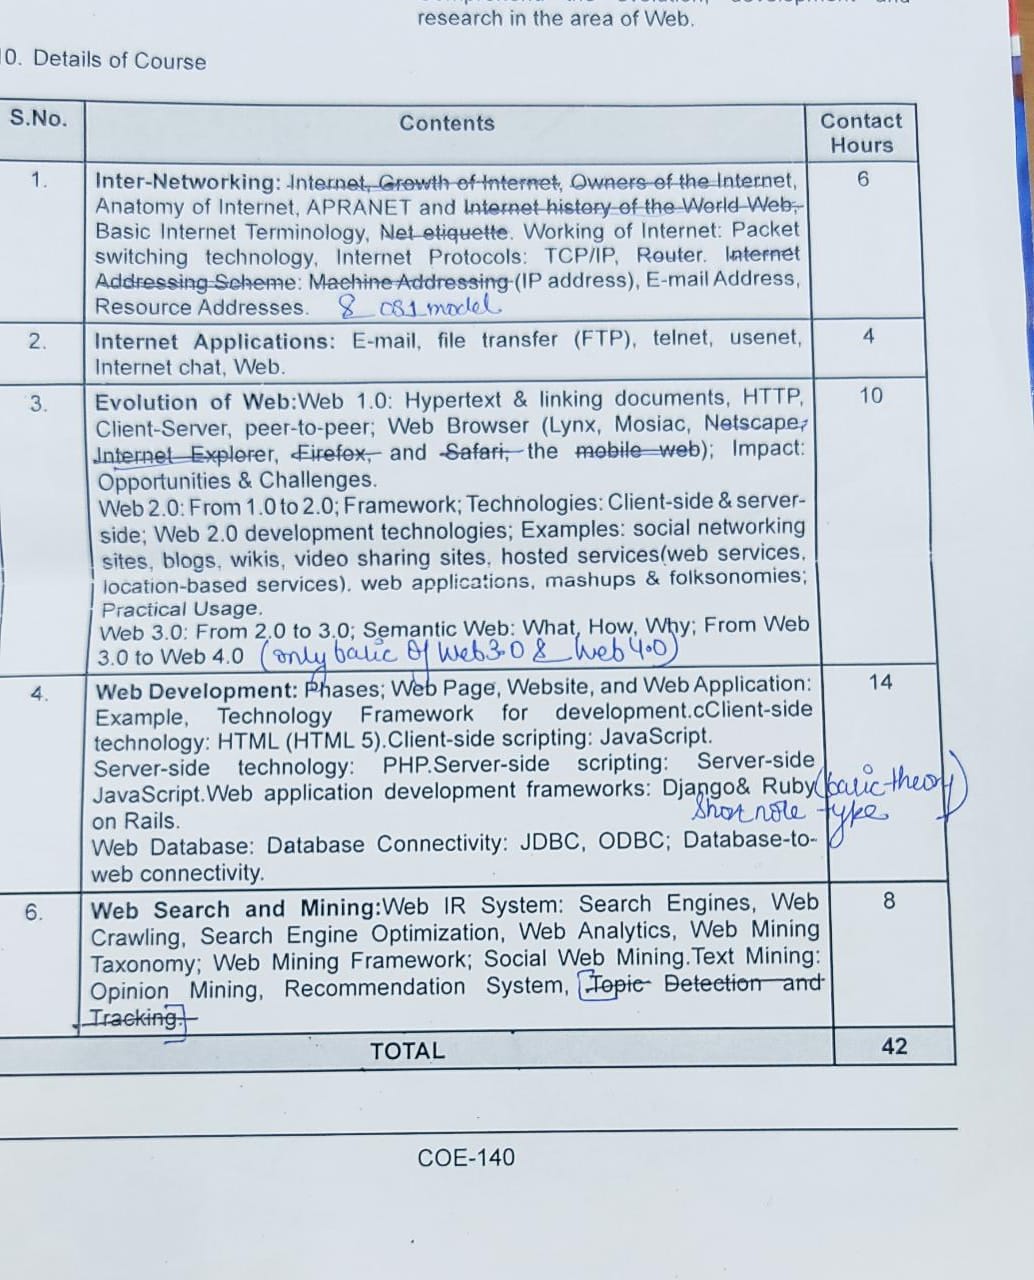 research in the area of Web.
10. Details of Course
S.No.
Contents
Contact
Hours
1.
Inter-Networking: Internet, Growth of Internet, Owners of the Internet,
Anatomy of Internet, APRANET and Internet history of the World Web,
Basic Internet Terminology, Net etiquette. Working of Internet: Packet
switching technology, Internet Protocols: TCP/IP, Router. Internet
Addressing Scheme: Machine Addressing (IP address), E-mail Address,
Resource Addresses. & OSI model
6
2.
Internet Applications: E-mail, file transfer (FTP), telnet, usenet,
Internet chat, Web.
4
3.
Evolution of Web:Web 1.0: Hypertext & linking documents, HTTP,
Client-Server, peer-to-peer; Web Browser (Lynx, Mosiac, Netscape,
Internet Explorer, Firefox, and Safari, the mobile web); Impact:
Opportunities & Challenges.
Web 2.0: From 1.0 to 2.0; Framework; Technologies: Client-side & server-
side; Web 2.0 development technologies; Examples: social networking
sites, blogs, wikis, video sharing sites, hosted services(web services,
location-based services), web applications, mashups & folksonomies;
Practical Usage.
Web 3.0: From 2.0 to 3.0; Semantic Web: What, How, Why; From Web
3.0 to Web 4.0 (only basic of Web3.0 & Web 4.0)
10
4.
Web Development: Phases; Web Page, Website, and Web Application:
Example, Technology Framework for development.cClient-side
technology: HTML (HTML 5).Client-side scripting: JavaScript.
Server-side technology: PHP.Server-side scripting: Server-side
JavaScript.Web application development frameworks: Django& Ruby (basic theory)
on Rails. Short note type
Web Database: Database Connectivity: JDBC, ODBC; Database-to-
web connectivity.
14
6.
Web Search and Mining:Web IR System: Search Engines, Web
Crawling, Search Engine Optimization, Web Analytics, Web Mining
Taxonomy; Web Mining Framework; Social Web Mining.Text Mining:
Opinion Mining, Recommendation System, Topic Detection and
Tracking.
8
TOTAL
42
COE-140